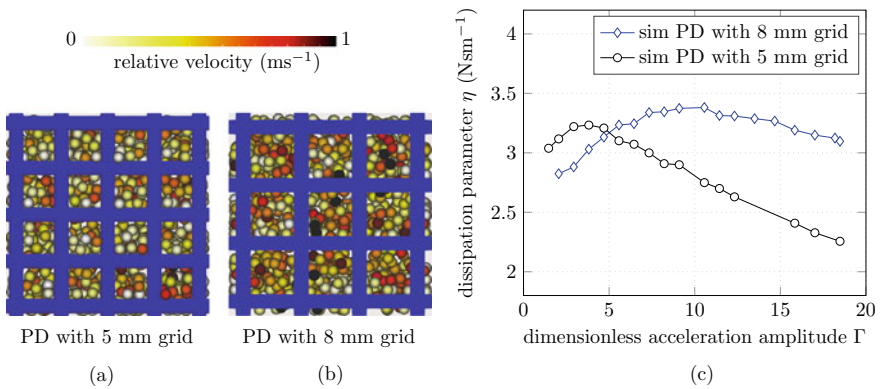 0 1
relative velocity (ms⁻¹)
PD with 5 mm grid
(a)
PD with 8 mm grid
(b)
dissipation parameter η (Nsm⁻¹)
4
3.5
3
2.5
2
sim PD with 8 mm grid
sim PD with 5 mm grid
0 5 10 15 20
dimensionless acceleration amplitude Γ
(c)